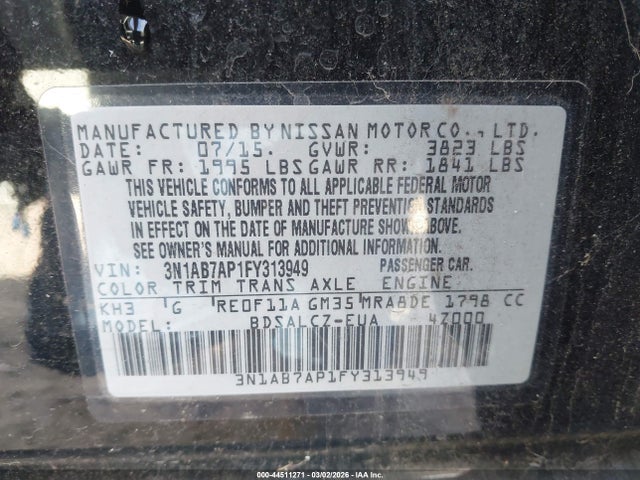 MANUFACTURED BY NISSAN MOTOR CO., LTD.
DATE: 07/15. GVWR: 3823 LBS
GAWR FR: 1995 LBS GAWR RR: 1841 LBS
THIS VEHICLE CONFORMS TO ALL APPLICABLE FEDERAL MOTOR
VEHICLE SAFETY, BUMPER AND THEFT PREVENTION STANDARDS
IN EFFECT ON THE DATE OF MANUFACTURE SHOWN ABOVE.
SEE OWNER'S MANUAL FOR ADDITIONAL INFORMATION.
VIN: 3N1AB7AP1FY313949 PASSENGER CAR.
COLOR TRIM TRANS AXLE ENGINE
KH3 G RE0F11A GM35 MRA8DE 1798 CC
MODEL: BDSALCZ-EUA 4Z000
3N1AB7AP1FY313949
000-44511271 - 03/02/2026 - IAA Inc.